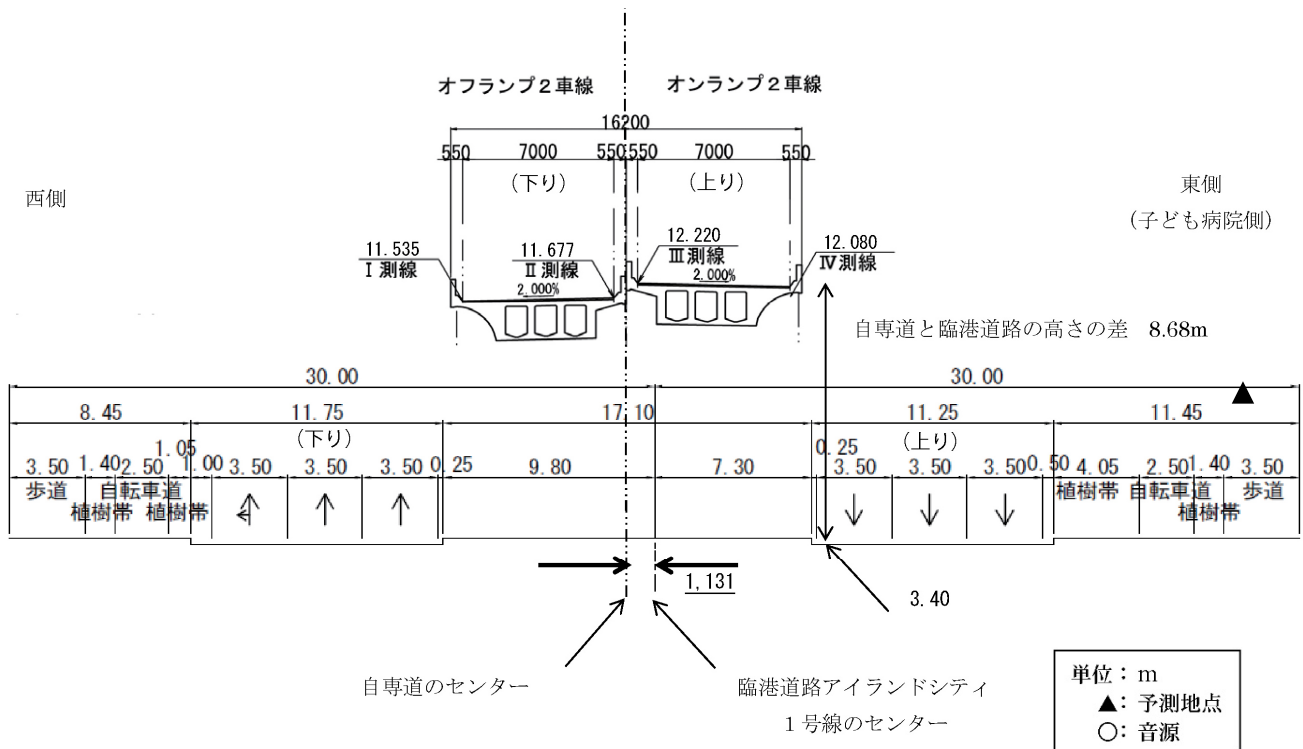 オフランプ2車線 オンランプ2車線
16200
550 7000 550 550 7000 550
(下り) (上り)
西側
東側
(子ども病院側)
11.535
Ⅰ測線
11.677
Ⅱ測線
12.220
Ⅲ測線
12.080
Ⅳ測線
2.000%
2.000%
自専道と臨港道路の高さの差 8.68m
30.00 30.00
8.45 11.75 17.10 11.25 11.45
(下り) (上り)
1.05 0.25
3.50 1.40 2.50 1.00 3.50 3.50 3.50 0.25 9.80 7.30 3.50 3.50 3.50 0.50 4.05 2.50 1.40 3.50
歩道 自転車道 植樹帯 自転車道 歩道
植樹帯 植樹帯 植樹帯
1,131
3.40
自専道のセンター
臨港道路アイランドシティ
1号線のセンター
単位:m
▲:予測地点
○:音源